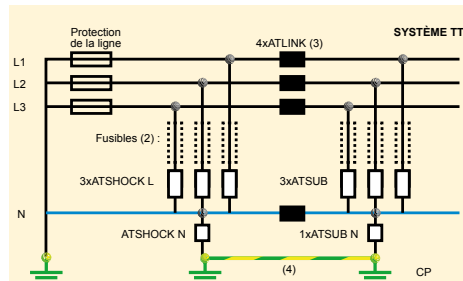 Protection
de la ligne
4xATLINK (3)
SYSTÈME TT
L1
L2
L3
Fusibles (2) :
3xATSHOCK L
3xATSUB
N
ATSHOCK N
1xATSUB N
(4)
CP